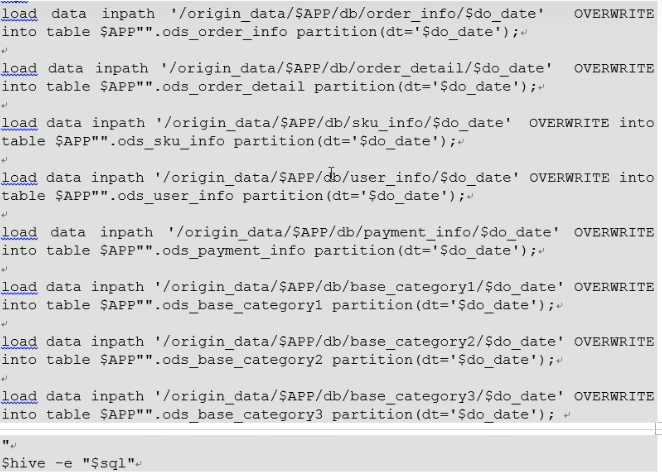 load data inpath '/origin_data/$APP/db/order_info/$do_date' OVERWRITE
into table $APP"".ods_order_info partition(dt='$do_date');
load data inpath '/origin_data/$APP/db/order_detail/$do_date' OVERWRITE
into table $APP"".ods_order_detail partition(dt='$do_date');
load data inpath '/origin_data/$APP/db/sku_info/$do_date' OVERWRITE into
table $APP"".ods_sku_info partition(dt='$do_date');
load data inpath '/origin_data/$APP/db/user_info/$do_date' OVERWRITE into
table $APP"".ods_user_info partition(dt='$do_date');
load data inpath '/origin_data/$APP/db/payment_info/$do_date' OVERWRITE
into table $APP"".ods_payment_info partition(dt='$do_date');
load data inpath '/origin_data/$APP/db/base_category1/$do_date' OVERWRITE
into table $APP"".ods_base_category1 partition(dt='$do_date');
load data inpath '/origin_data/$APP/db/base_category2/$do_date' OVERWRITE
into table $APP"".ods_base_category2 partition(dt='$do_date');
load data inpath '/origin_data/$APP/db/base_category3/$do_date' OVERWRITE
into table $APP"".ods_base_category3 partition(dt='$do_date');
"
$hive -e "$sql"